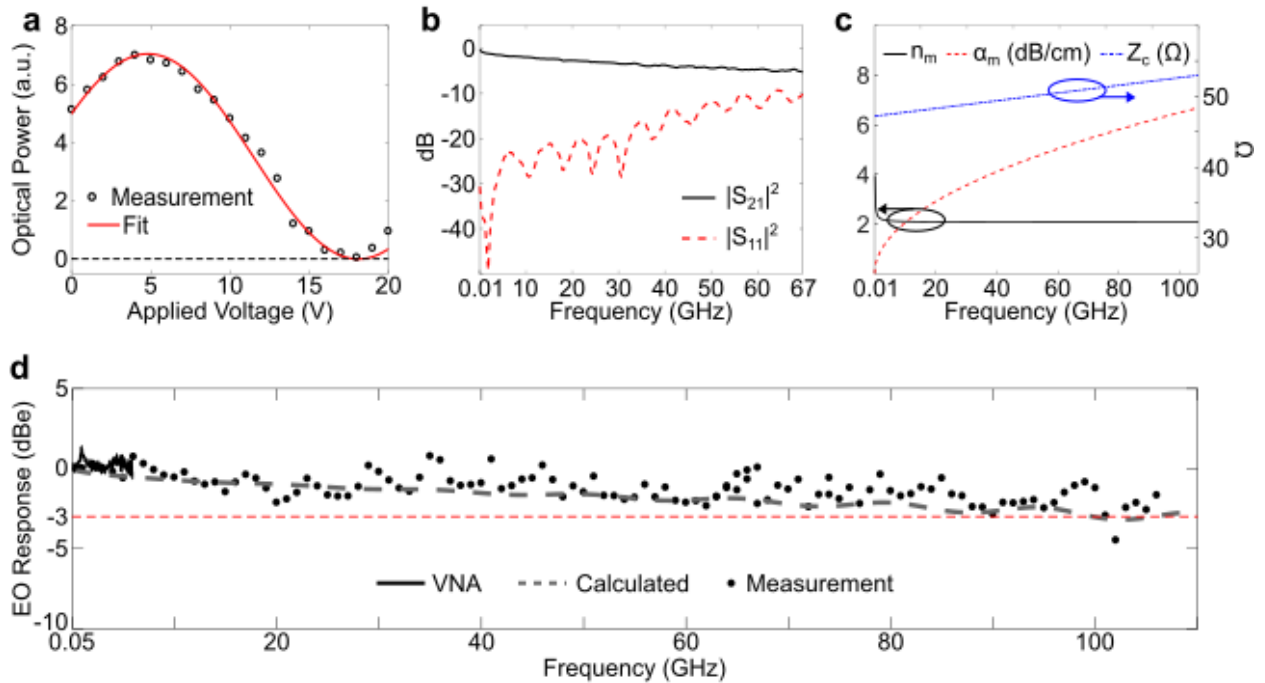 a
8
6
4
2
0
Optical Power (a.u.)
Measurement
Fit
0 5 10 15 20
Applied Voltage (V)
b
0
-10
-20
-30
-40
dB
|S21|²
|S11|²
0.01 10 20 30 40 50 67
Frequency (GHz)
c
nm αm (dB/cm) Zc (Ω)
8
6
4
2
50
40
30
Ω
0.01 20 40 60 80 100
Frequency (GHz)
d
5
0
-3
-5
-10
EO Response (dBe)
VNA Calculated Measurement
0.05 20 40 60 80 100
Frequency (GHz)